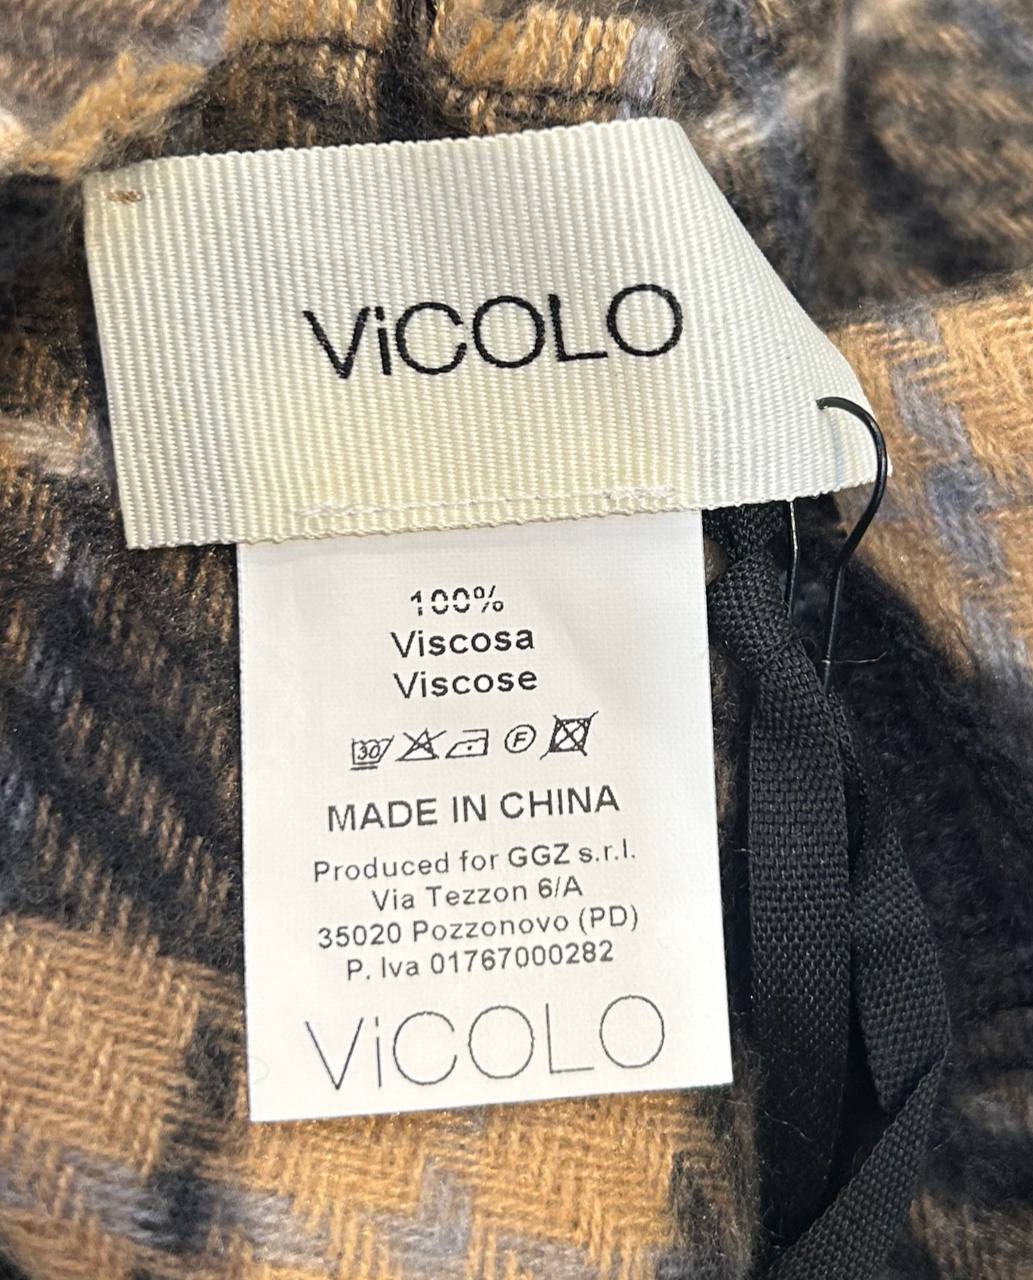 ViCOLO
100%
Viscosa
Viscose
30 F
MADE IN CHINA
Produced for GGZ s.r.l.
Via Tezzon 6/A
35020 Pozzonovo (PD)
P. Iva 01767000282
ViCOLO